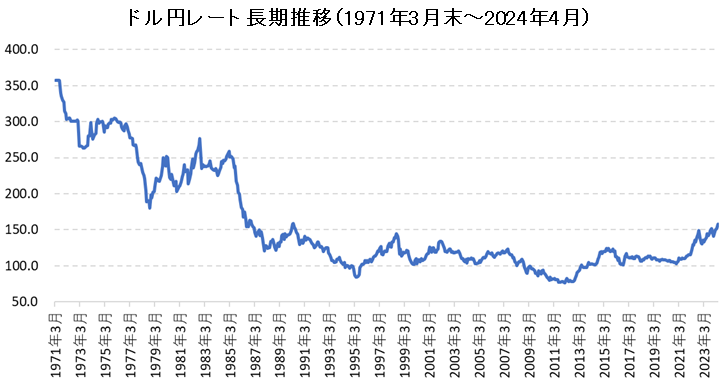 ドル円レート長期推移(1971年3月末～2024年4月)
400.0
350.0
300.0
250.0
200.0
150.0
100.0
50.0
1971年3月
1973年3月
1975年3月
1977年3月
1979年3月
1981年3月
1983年3月
1985年3月
1987年3月
1989年3月
1991年3月
1993年3月
1995年3月
1997年3月
1999年3月
2001年3月
2003年3月
2005年3月
2007年3月
2009年3月
2011年3月
2013年3月
2015年3月
2017年3月
2019年3月
2021年3月
2023年3月